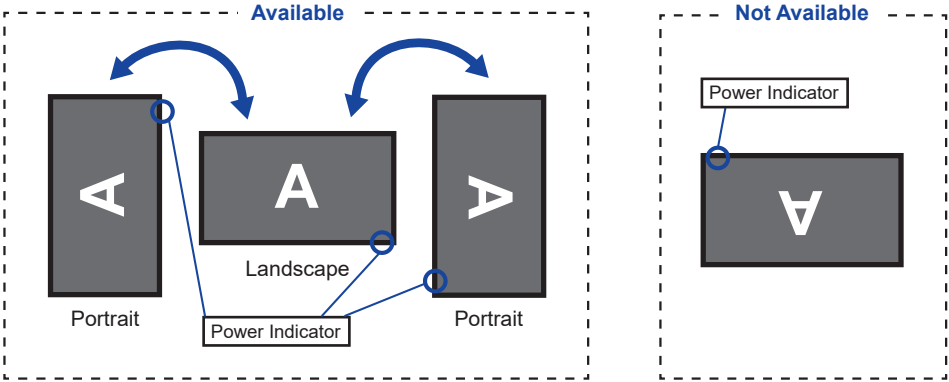 Available
A
A
A
Landscape
Portrait
Power Indicator
Portrait
Not Available
Power Indicator
A